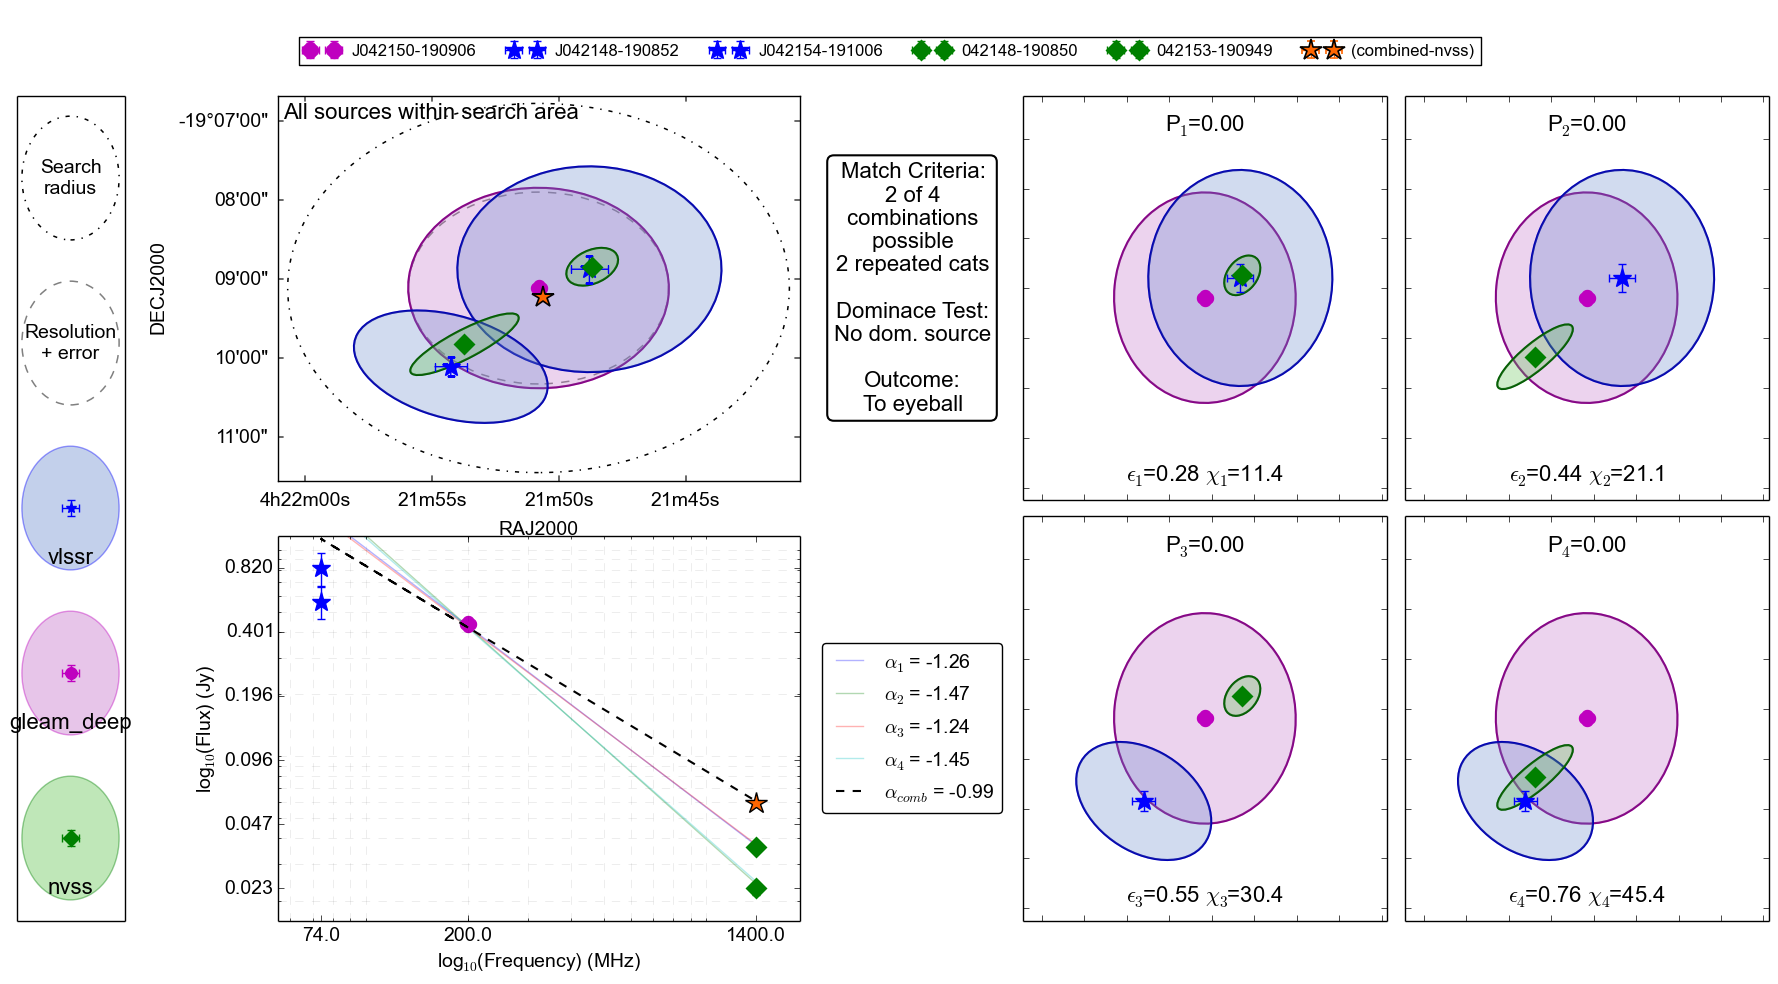 J042150-190906 J042148-190852 J042154-191006 042148-190850 042153-190949 (combined-nvss)
Search
radius
Resolution
+ error
vlssr
gleam_deep
nvss
All sources within search area
DECJ2000
-19°07'00"
08'00"
09'00"
10'00"
11'00"
4h22m00s 21m55s 21m50s 21m45s
RAJ2000
Match Criteria:
2 of 4
combinations
possible
2 repeated cats
Dominace Test:
No dom. source
Outcome:
To eyeball
log₁₀(Flux) (Jy)
0.820
0.401
0.196
0.096
0.047
0.023
74.0 200.0 1400.0
log₁₀(Frequency) (MHz)
α₁ = -1.26
α₂ = -1.47
α₃ = -1.24
α₄ = -1.45
α_comb = -0.99
P₁=0.00
ϵ₁=0.28 χ₁=11.4
P₂=0.00
ϵ₂=0.44 χ₂=21.1
P₃=0.00
ϵ₃=0.55 χ₃=30.4
P₄=0.00
ϵ₄=0.76 χ₄=45.4